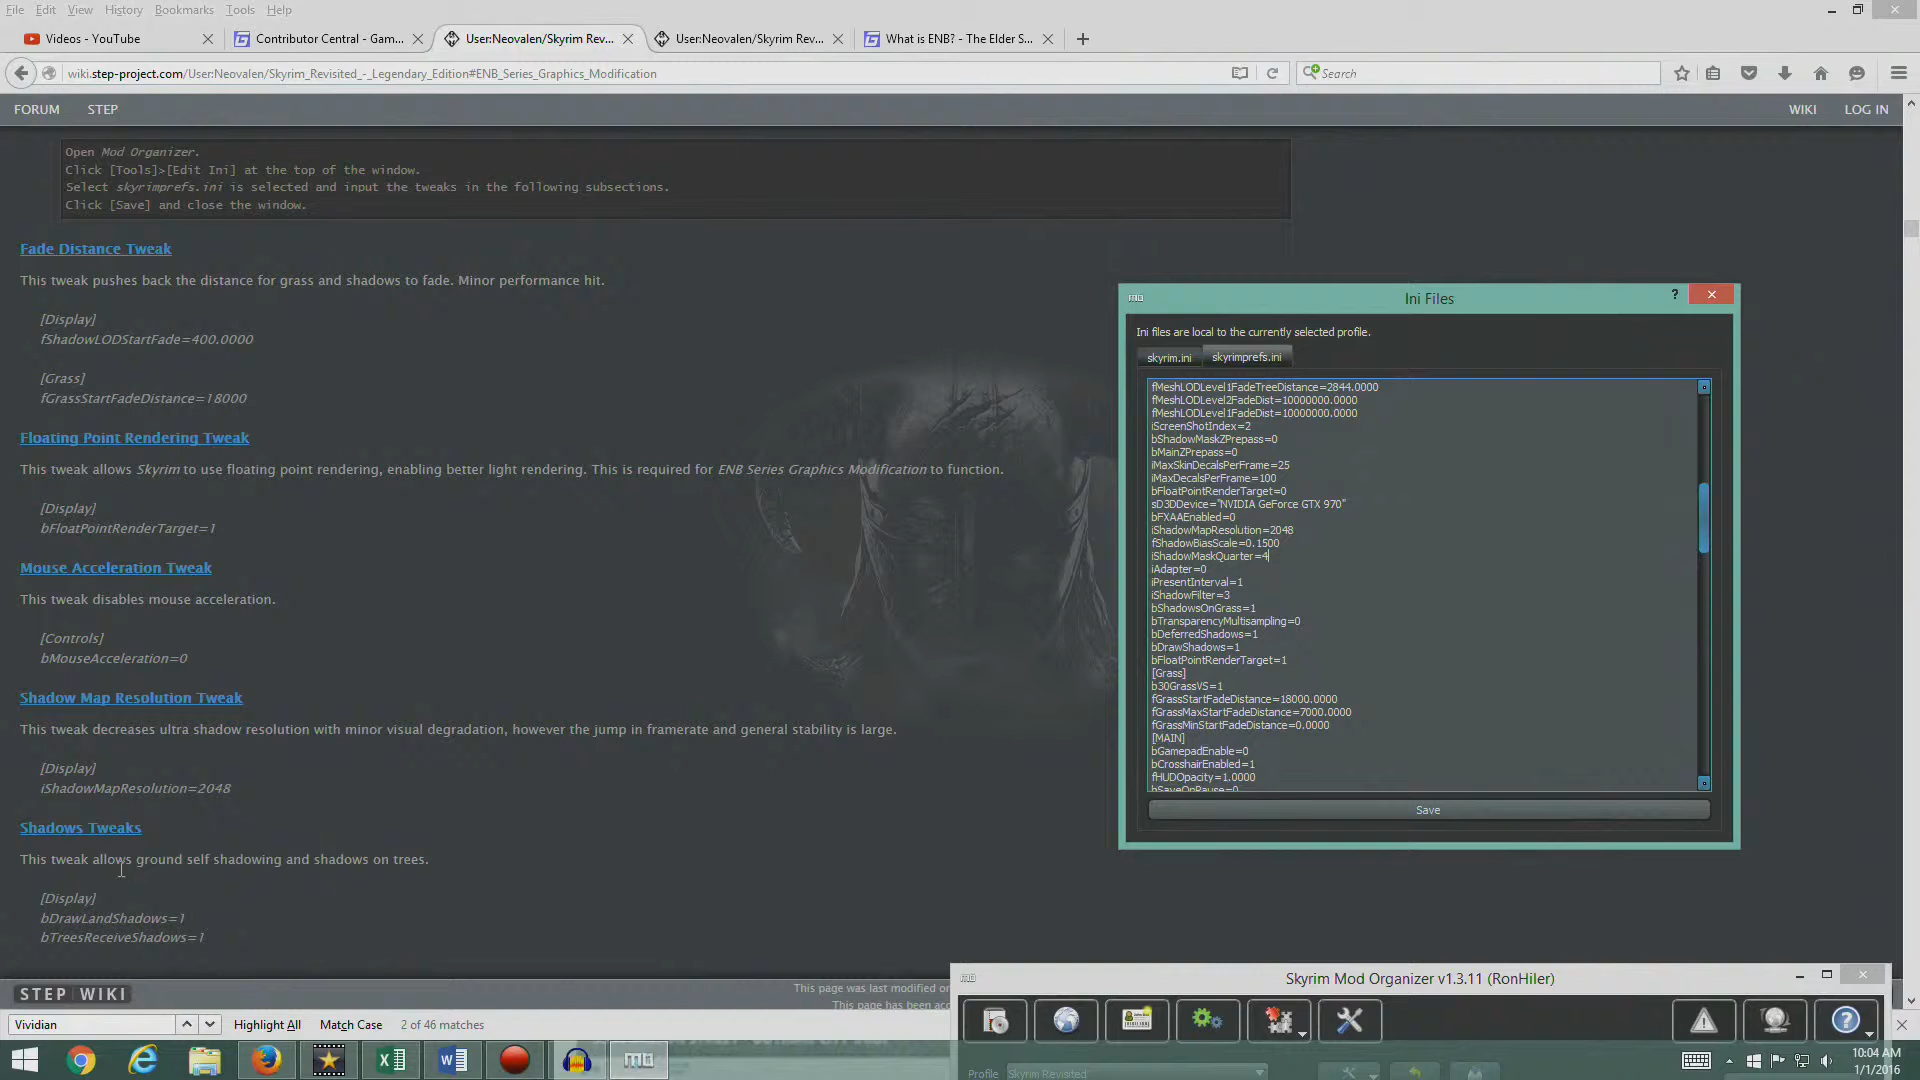 File Edit View History Bookmarks Tools Help
Videos - YouTube
Contributor Central - Gam...
User:Neovalen/Skyrim Rev...
User:Neovalen/Skyrim Rev...
What is ENB? - The Elder S...
wiki.step-project.com/User:Neovalen/Skyrim_Revisited_-_Legendary_Edition#ENB_Series_Graphics_Modification
Search
FORUM STEP WIKI LOG IN
Open Mod Organizer.
Click [Tools]>[Edit Ini] at the top of the window.
Select skyrimprefs.ini is selected and input the tweaks in the following subsections.
Click [Save] and close the window.
Fade Distance Tweak
This tweak pushes back the distance for grass and shadows to fade. Minor performance hit.
[Display]
fShadowLODStartFade=400.0000
[Grass]
fGrassStartFadeDistance=18000
Floating Point Rendering Tweak
This tweak allows Skyrim to use floating point rendering, enabling better light rendering. This is required for ENB Series Graphics Modification to function.
[Display]
bFloatPointRenderTarget=1
Mouse Acceleration Tweak
This tweak disables mouse acceleration.
[Controls]
bMouseAcceleration=0
Shadow Map Resolution Tweak
This tweak decreases ultra shadow resolution with minor visual degradation, however the jump in framerate and general stability is large.
[Display]
iShadowMapResolution=2048
Shadows Tweaks
This tweak allows ground self shadowing and shadows on trees.
[Display]
bDrawLandShadows=1
bTreesReceiveShadows=1
STEP WIKI
This page was last modified on
This page has been acc
Vividian
Highlight All Match Case 2 of 46 matches
Ini Files
?
Ini files are local to the currently selected profile.
skyrim.ini skyrimprefs.ini
fMeshLODLevel1FadeTreeDistance=2844.0000
fMeshLODLevel2FadeDist=10000000.0000
fMeshLODLevel1FadeDist=10000000.0000
iScreenShotIndex=2
bShadowMaskZPrepass=0
bMainZPrepass=0
iMaxSkinDecalsPerFrame=25
iMaxDecalsPerFrame=100
bFloatPointRenderTarget=0
sD3DDevice="NVIDIA GeForce GTX 970"
bFXAAEnabled=0
iShadowMapResolution=2048
fShadowBiasScale=0.1500
iShadowMaskQuarter=4
iAdapter=0
iPresentInterval=1
iShadowFilter=3
bShadowsOnGrass=1
bTransparencyMultisampling=0
bDeferredShadows=1
bDrawShadows=1
bFloatPointRenderTarget=1
[Grass]
b30GrassVS=1
fGrassStartFadeDistance=18000.0000
fGrassMaxStartFadeDistance=7000.0000
fGrassMinStartFadeDistance=0.0000
[MAIN]
bGamepadEnable=0
bCrosshairEnabled=1
fHUDOpacity=1.0000
bSaveOnPause=0
Save
Skyrim Mod Organizer v1.3.11 (RonHiler)
Profile Skyrim Revisited
10:04 AM
1/1/2016